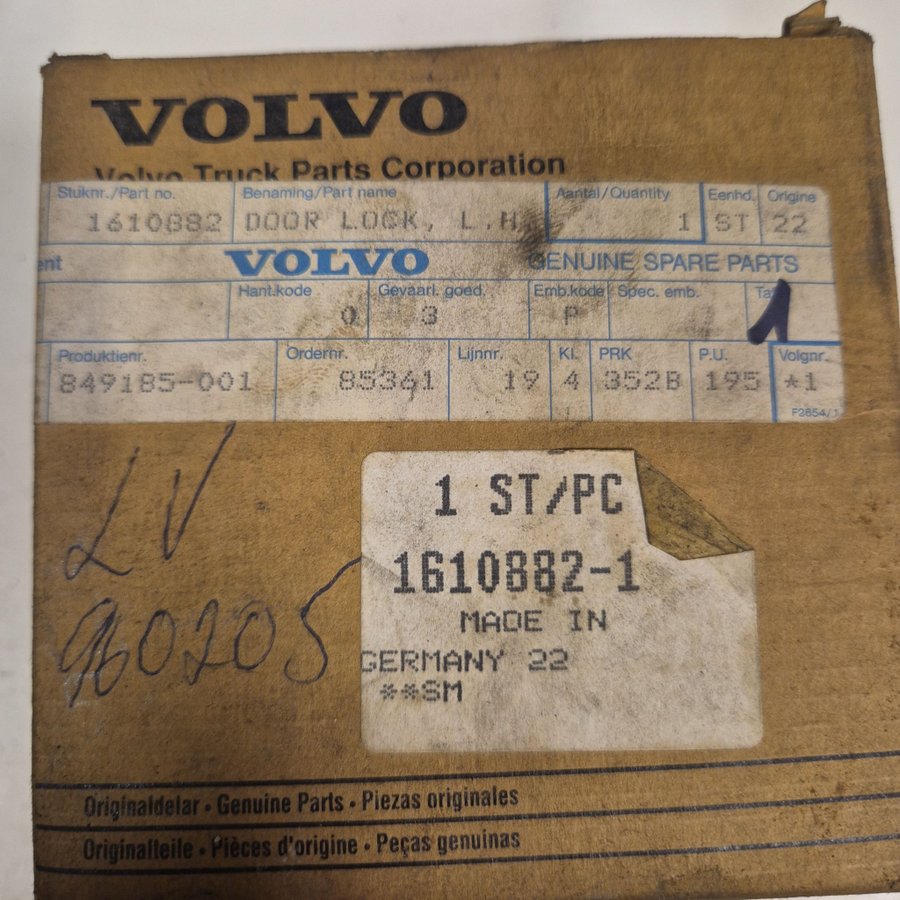 VOLVO
Volvo Truck Parts Corporation
Stuknr./Part no. Benaming/Part name Aantal/Quantity Eenhd. Origine
1610882 DOOR LOCK, L.H 1 ST 22
VOLVO GENUINE SPARE PARTS
Hant.kode Gevaarl. goed. Emb.kode Spec. emb.
0 3 P 1
Produktienr. Ordernr. Lijnnr. Kl. PRK P.U. Volgnr.
849185-001 85361 19 4 352B 195 *1
F2654/1
LV
960205
1 ST/PC
1610882-1
MADE IN
GERMANY 22
**SM
Originaldelar • Genuine Parts • Piezas originales
Originalteile • Pièces d'origine • Peças genuinas